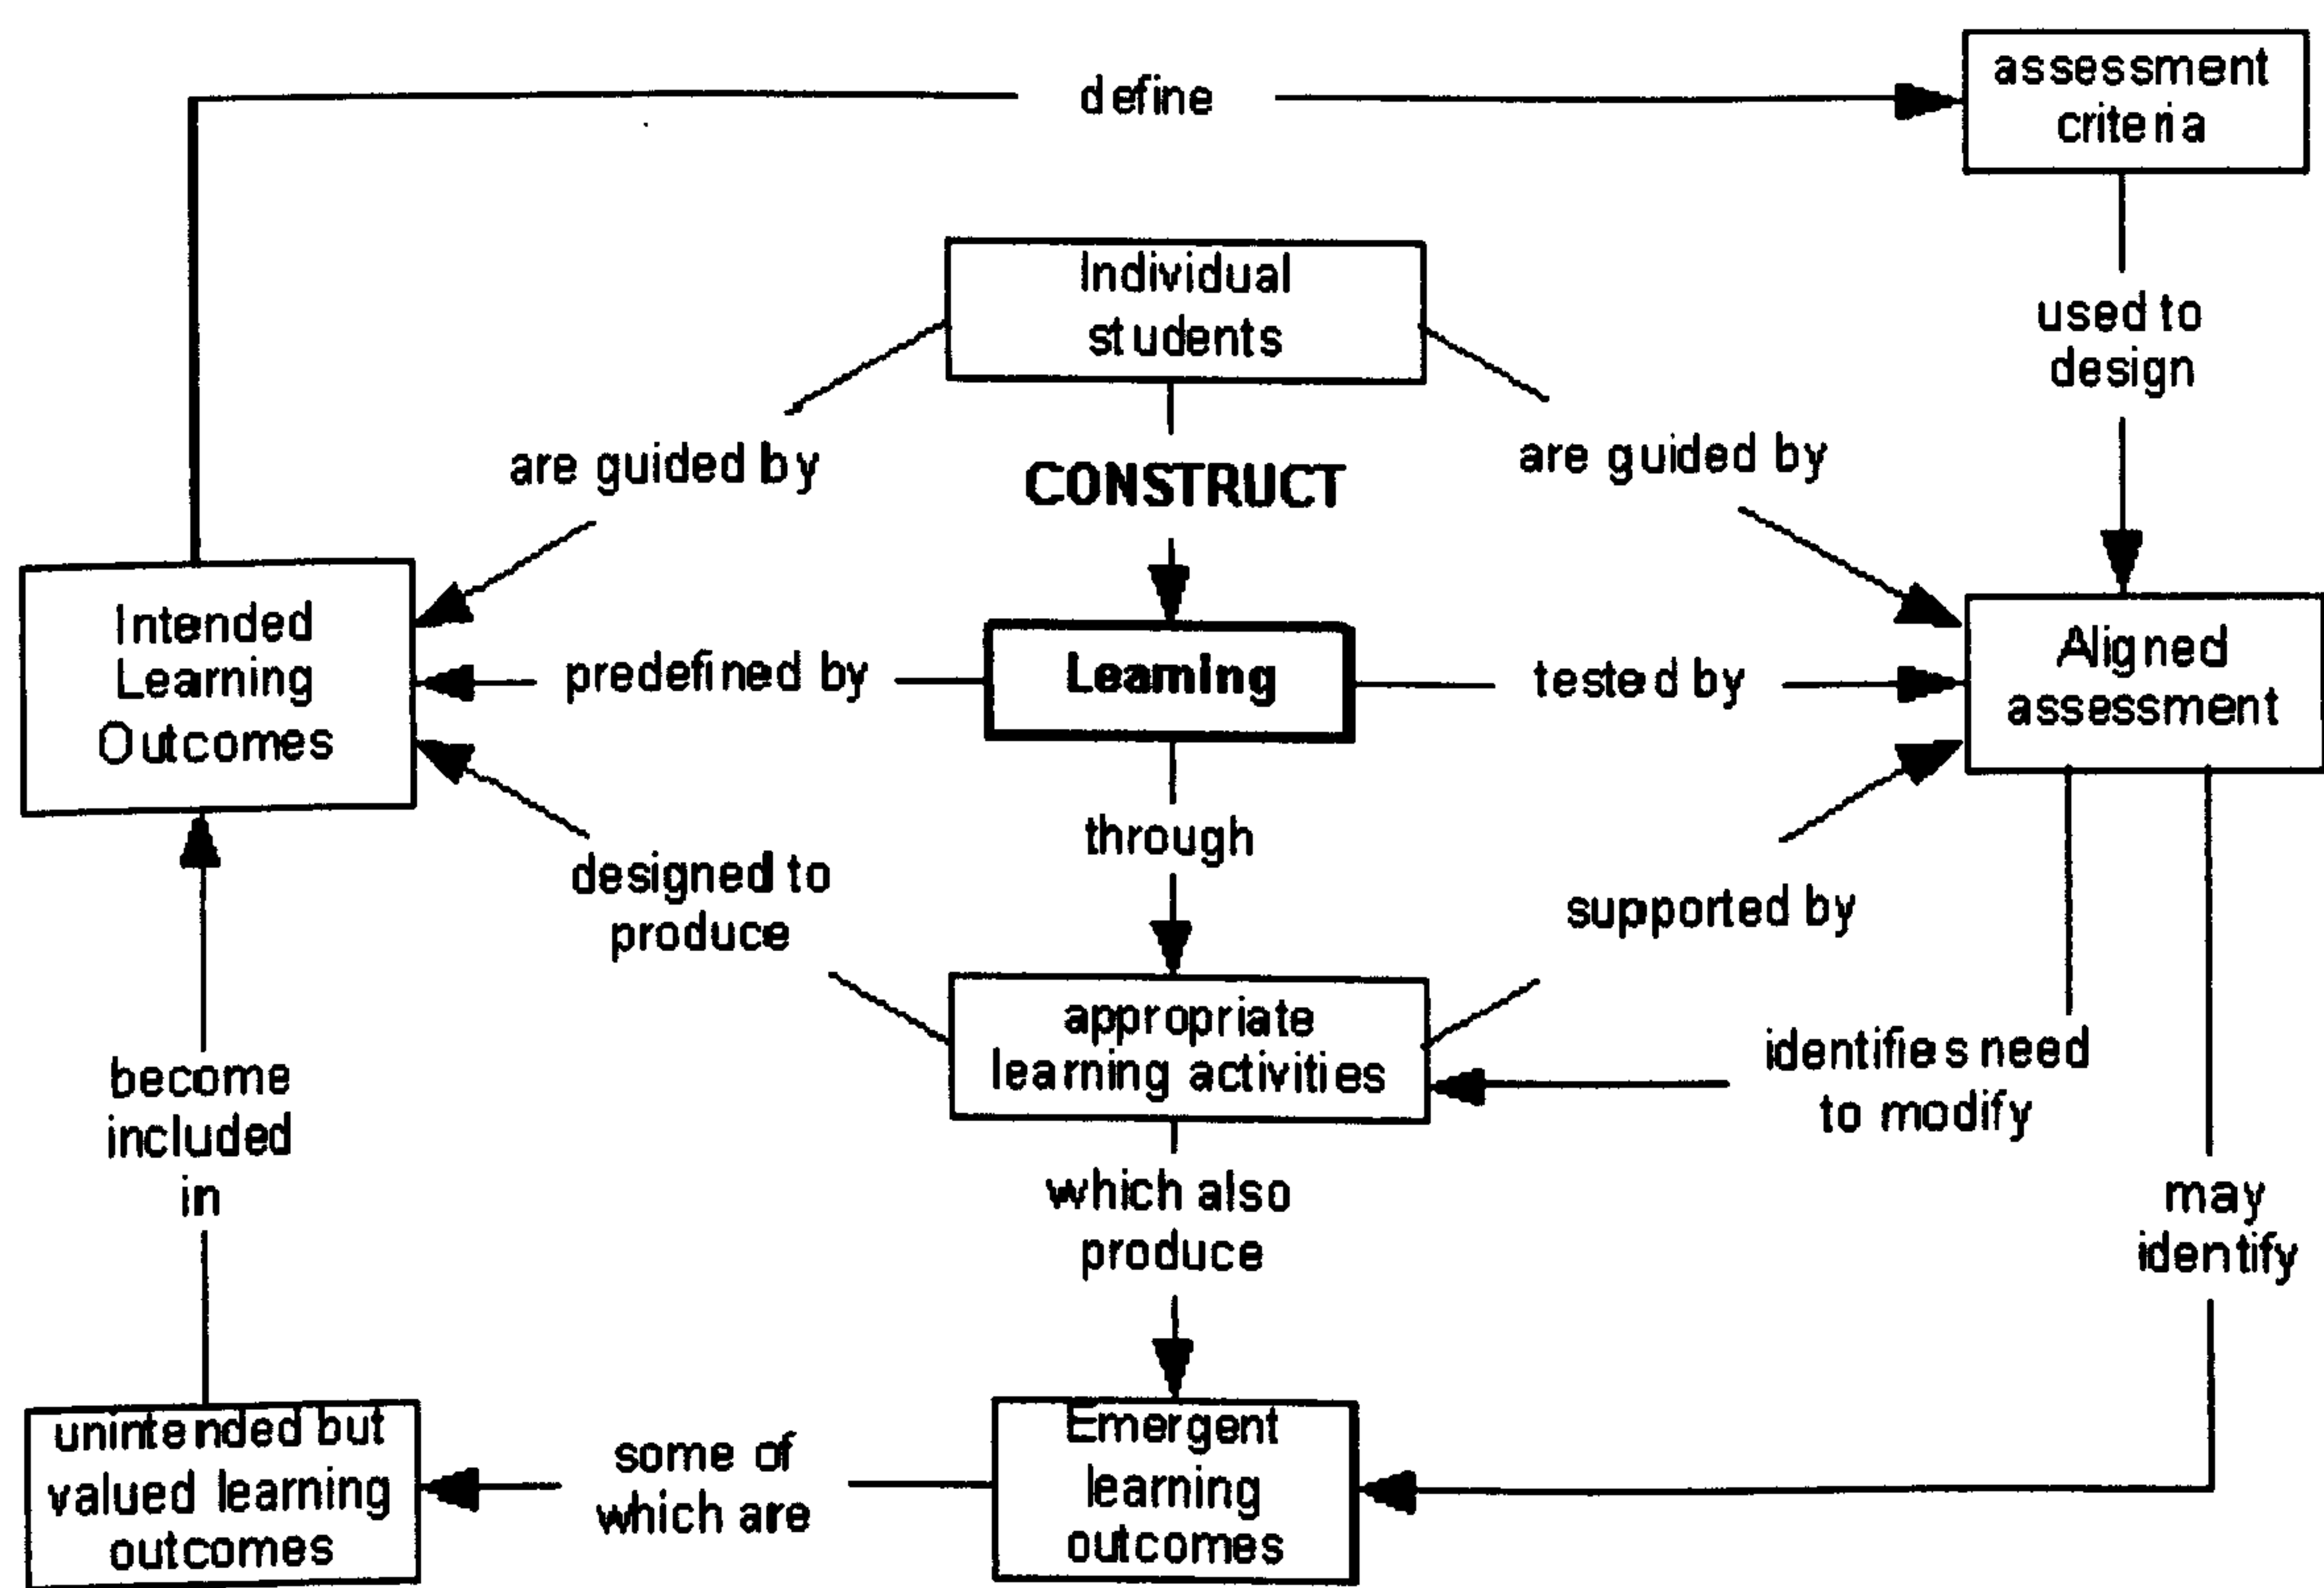 define
assessment
criteria
Individual
students
used to
design
are guided by
CONSTRUCT
are guided by
Intended
Learning
Outcomes
predefined by
Learning
tested by
Aligned
assessment
through
designed to
produce
supported by
appropriate
learning activities
identifies need
to modify
become
included
in
which also
produce
may
identify
unintended but
valued learning
outcomes
some of
which are
Emergent
learning
outcomes